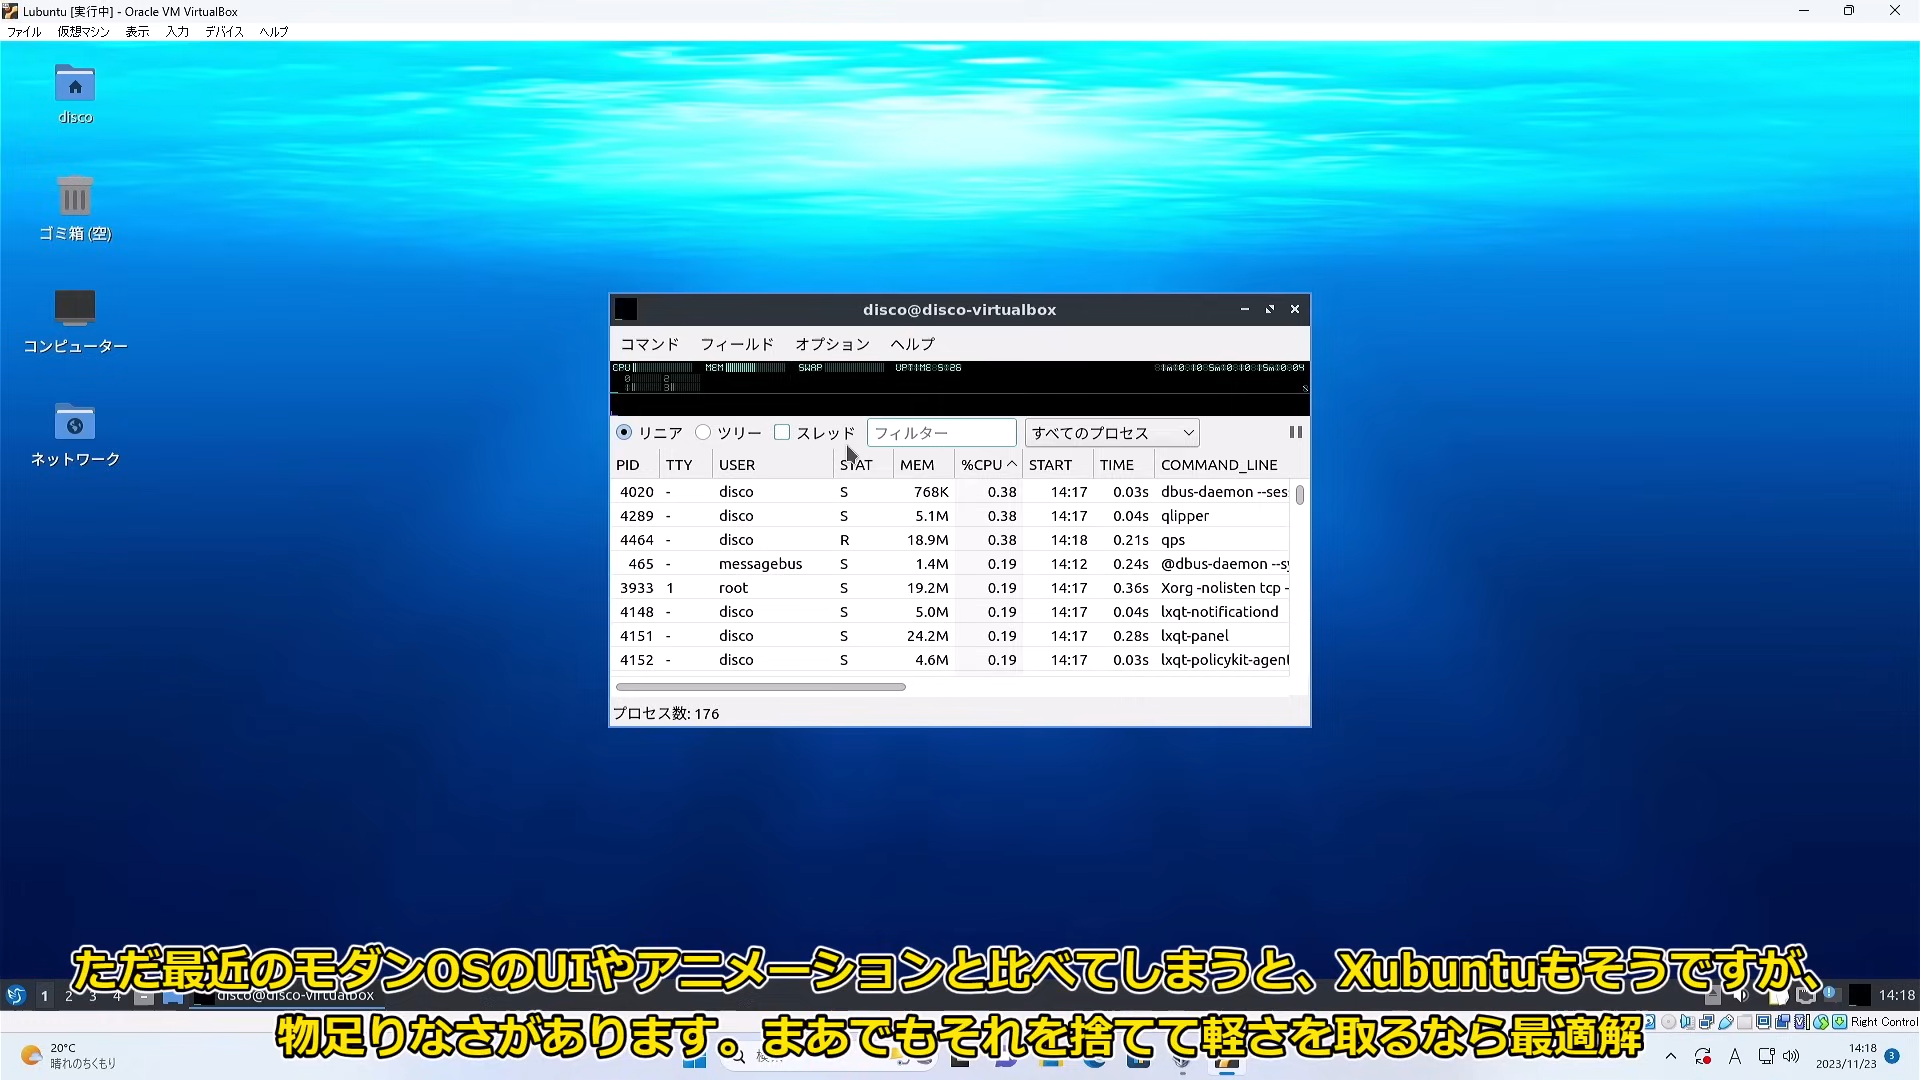 Lubuntu [実行中] - Oracle VM VirtualBox
ファイル 仮想マシン 表示 入力 デバイス ヘルプ
disco
ゴミ箱 (空)
コンピューター
ネットワーク
disco@disco-virtualbox
コマンド フィールド オプション ヘルプ
CPU MEM SWAP
リニア ツリー スレッド フィルター すべてのプロセス
PID TTY USER STAT MEM %CPU START TIME COMMAND_LINE
4020 - disco S 768K 0.38 14:17 0.03s dbus-daemon --ses
4289 - disco S 5.1M 0.38 14:17 0.04s qlipper
4464 - disco R 18.9M 0.38 14:18 0.21s qps
465 - messagebus S 1.4M 0.19 14:12 0.24s @dbus-daemon --sy
3933 1 root S 19.2M 0.19 14:17 0.36s Xorg -nolisten tcp -
4148 - disco S 5.0M 0.19 14:17 0.04s lxqt-notificationd
4151 - disco S 24.2M 0.19 14:17 0.28s lxqt-panel
4152 - disco S 4.6M 0.19 14:17 0.03s lxqt-policykit-agent
プロセス数: 176
ただ最近のモダンOSのUIやアニメーションと比べてしまうと、Xubuntuもそうですが、
1 2 3 4 disco@disco-virtualbox 14:18
物足りなさがあります。まあでもそれを捨てて軽さを取るなら最適解
Right Control
20°C
晴れのちくもり
A 14:18
2023/11/23 3